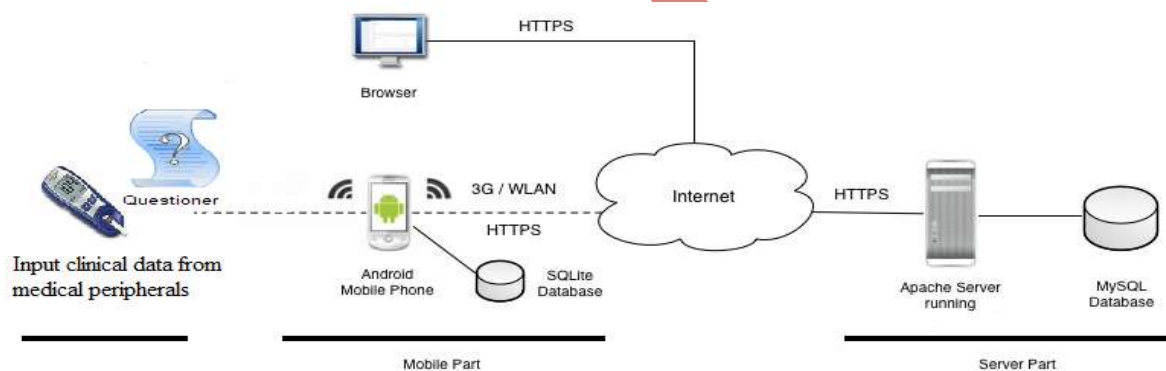 HTTPS
Browser
?
Questioner
Input clinical data from
medical peripherals
3G / WLAN
HTTPS
Android
Mobile Phone
SQLite
Database
Internet
HTTPS
Apache Server
running
MySQL
Database
Mobile Part
Server Part